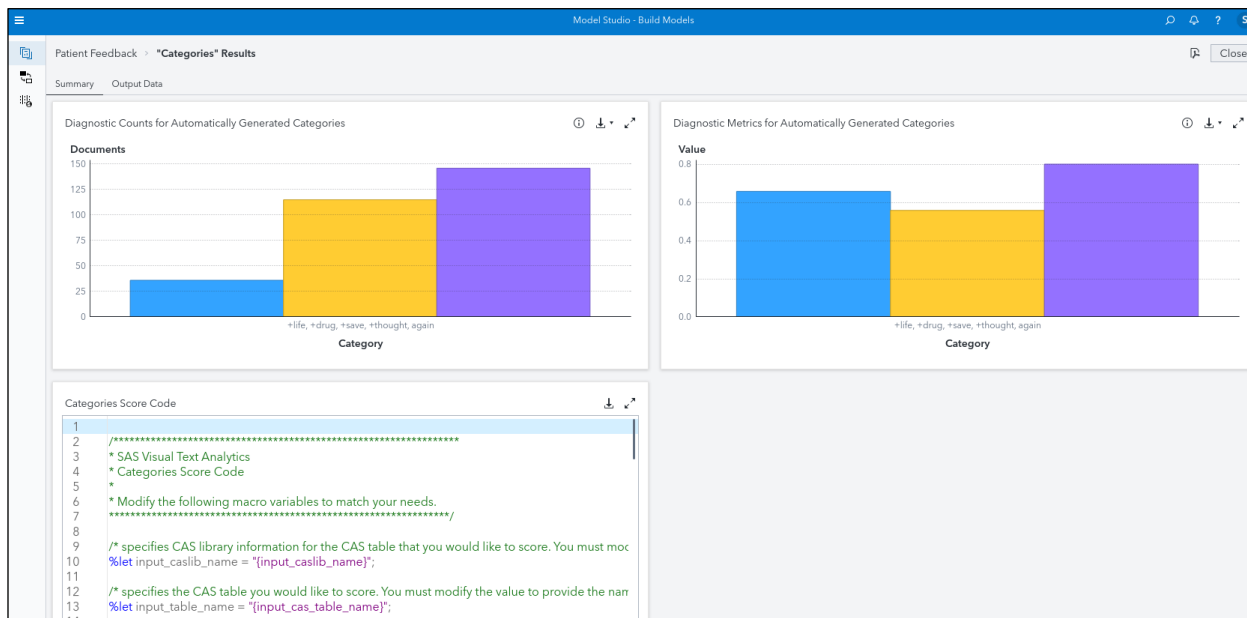 Model Studio - Build Models
?
Patient Feedback > "Categories" Results
Close
Summary Output Data
Diagnostic Counts for Automatically Generated Categories
Documents
150
125
100
75
50
25
0
+life, +drug, +save, +thought, again
Category
Diagnostic Metrics for Automatically Generated Categories
Value
0.8
0.6
0.4
0.2
0.0
+life, +drug, +save, +thought, again
Category
Categories Score Code
1
2 /****************************************************************
3 * SAS Visual Text Analytics
4 * Categories Score Code
5 *
6 * Modify the following macro variables to match your needs.
7 ****************************************************************/
8
9 /* specifies CAS library information for the CAS table that you would like to score. You must moc
10 %let input_caslib_name = "{input_caslib_name}";
11
12 /* specifies the CAS table you would like to score. You must modify the value to provide the nam
13 %let input_table_name = "{input_cas_table_name}";